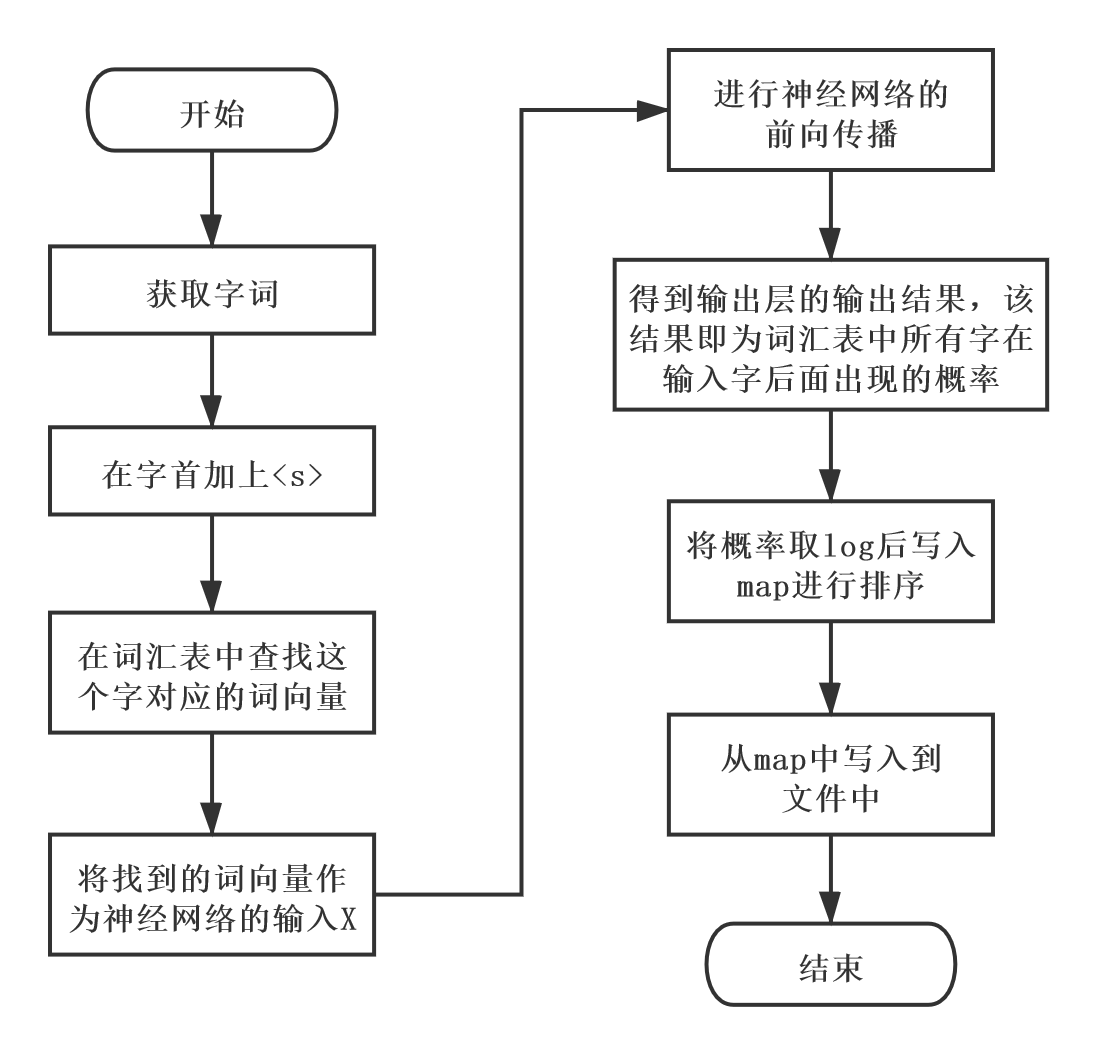 开始
获取字词
在字首加上<s>
在词汇表中查找这
个字对应的词向量
将找到的词向量作
为神经网络的输入X
进行神经网络的
前向传播
得到输出层的输出结果，该
结果即为词汇表中所有字在
输入字后面出现的概率
将概率取log后写入
map进行排序
从map中写入到
文件中
结束